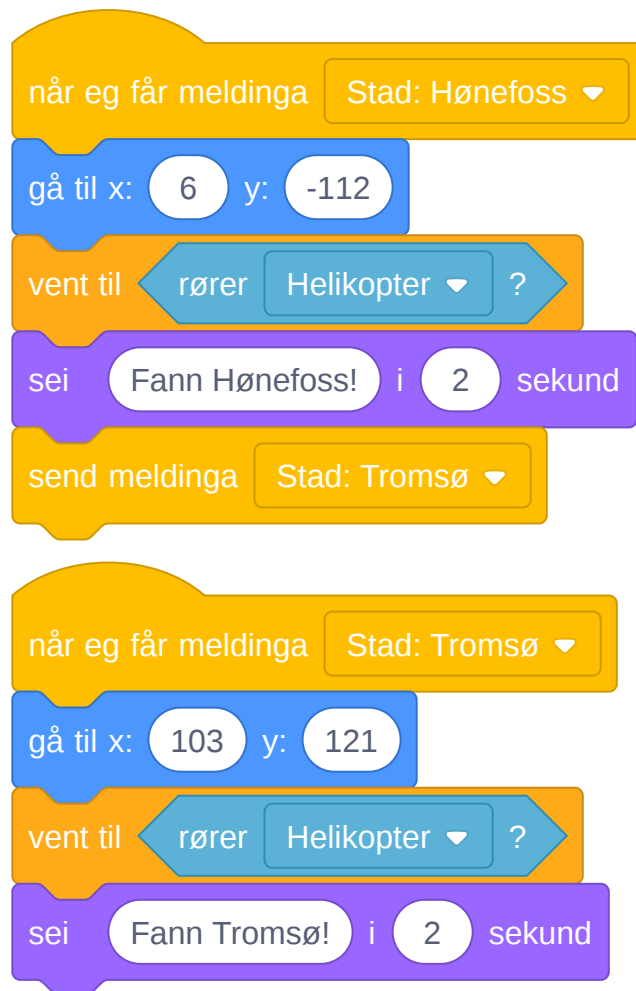 når eg får meldinga Stad: Hønefoss
gå til x: 6 y: -112
vent til rører Helikopter ?
sei Fann Hønefoss! i 2 sekund
send meldinga Stad: Tromsø
når eg får meldinga Stad: Tromsø
gå til x: 103 y: 121
vent til rører Helikopter ?
sei Fann Tromsø! i 2 sekund